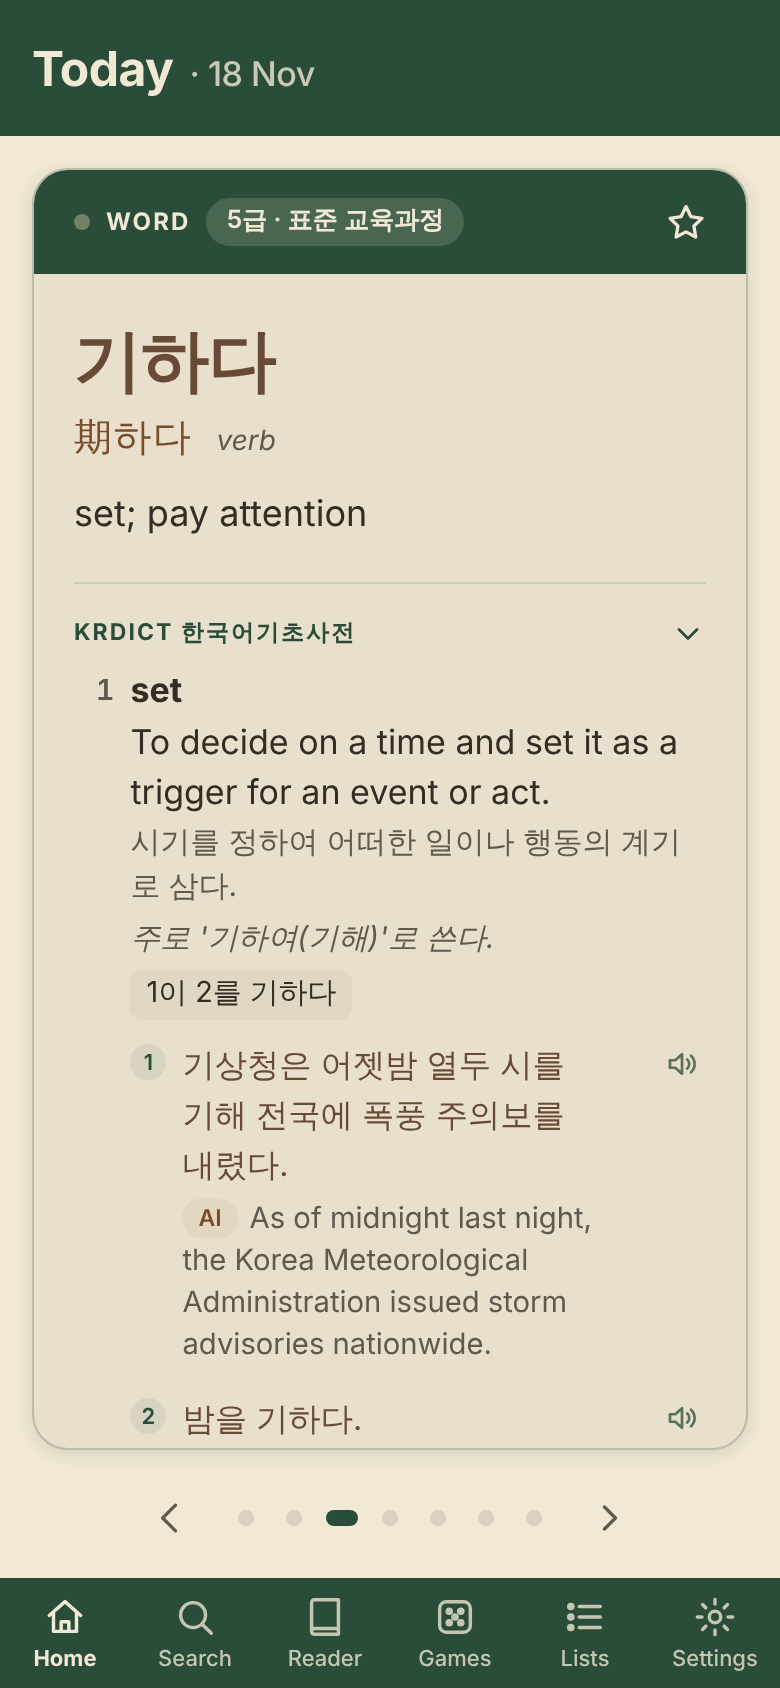 Today · 18 Nov
WORD 5급 · 표준 교육과정
기하다
期하다 verb
set; pay attention
KRDICT 한국어기초사전
1 set
To decide on a time and set it as a
trigger for an event or act.
시기를 정하여 어떠한 일이나 행동의 계기
로 삼다.
주로 '기하여(기해)'로 쓴다.
1이 2를 기하다
1 기상청은 어젯밤 열두 시를
기해 전국에 폭풍 주의보를
내렸다.
AI As of midnight last night,
the Korea Meteorological
Administration issued storm
advisories nationwide.
2 밤을 기하다.
Home Search Reader Games Lists Settings